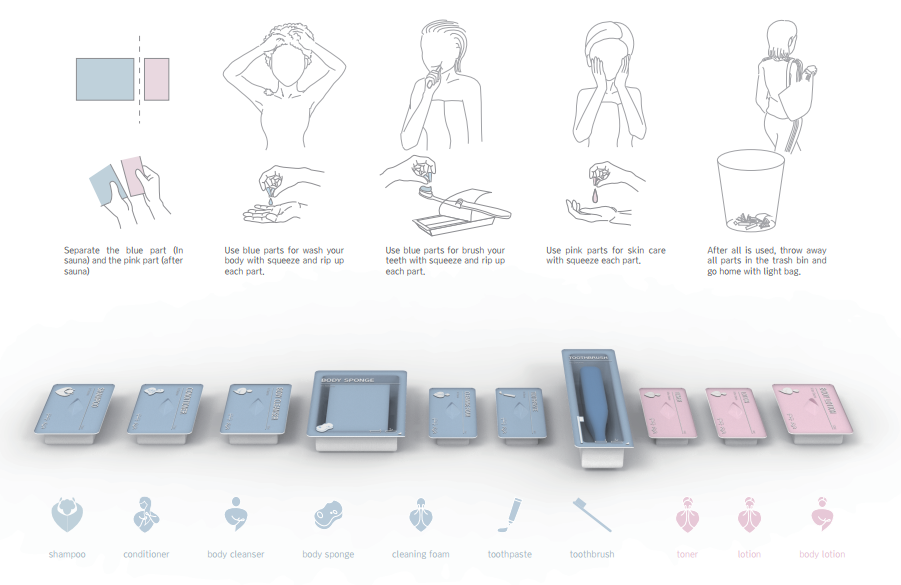 Separate the blue part (In
sauna) and the pink part (after
sauna)
Use blue parts for wash your
body with squeeze and rip up
each part.
Use blue parts for brush your
teeth with squeeze and rip up
each part.
Use pink parts for skin care
with squeeze each part.
After all is used, throw away
all parts in the trash bin and
go home with light bag.
BODY SPONGE
TOOTHBRUSH
shampoo
conditioner
body cleanser
body sponge
cleaning foam
toothpaste
toothbrush
toner
lotion
body lotion